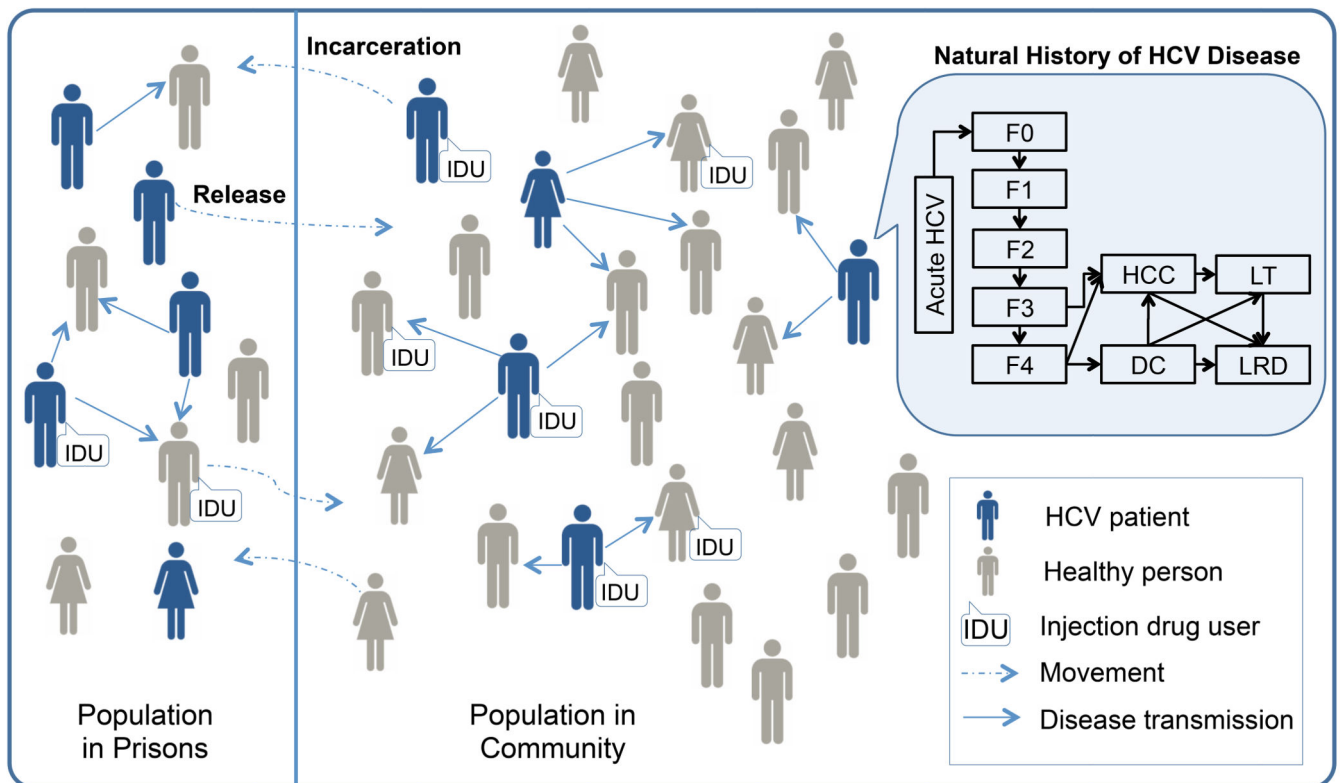 Incarceration
Release
IDU
IDU
IDU
IDU
IDU
IDU
IDU
IDU
Population
in Prisons
Population in
Community
Natural History of HCV Disease
Acute HCV
F0
F1
F2
F3
F4
HCC
LT
DC
LRD
HCV patient
Healthy person
IDU
Injection drug user
Movement
Disease transmission